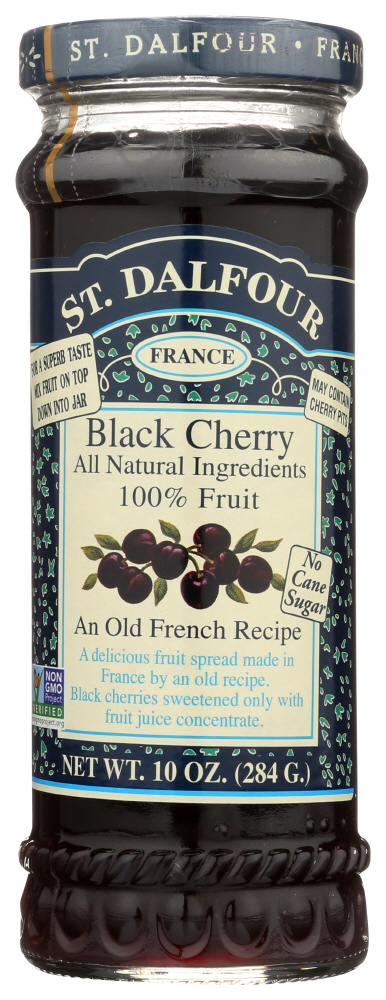 ST. DALFOUR • FRANC
ST. DALFOUR
FRANCE
FOR A SUPERB TASTE
MIX FRUIT ON TOP
DOWN INTO JAR
MAY CONTAIN
CHERRY PITS
Black Cherry
All Natural Ingredients
100% Fruit
No
Cane
Sugar
An Old French Recipe
A delicious fruit spread made in
France by an old recipe.
Black cherries sweetened only with
fruit juice concentrate.
NON
GMO
Project
VERIFIED
nongmoproject.org
NET WT. 10 OZ. (284 G.)